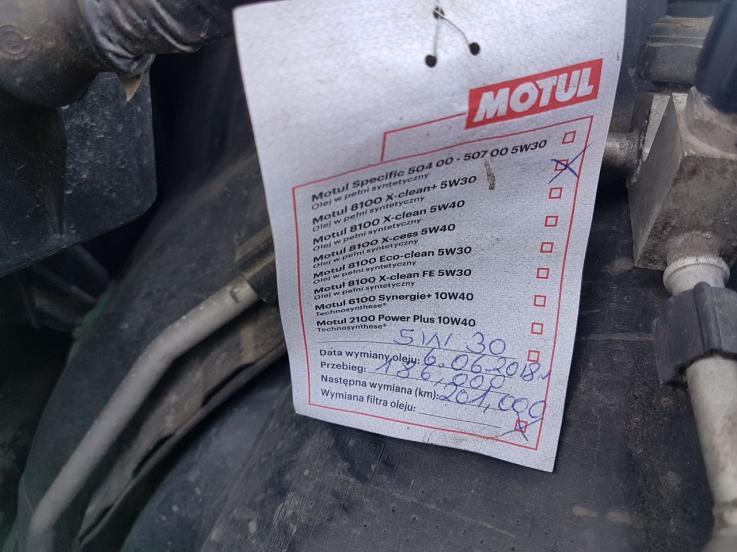 MOTUL
Motul Specific 504 00 - 507 00 5W30
Olej w pełni syntetyczny
Motul 8100 X-clean+ 5W30
Olej w pełni syntetyczny
Motul 8100 X-clean 5W40
Olej w pełni syntetyczny
Motul 8100 X-cess 5W40
Olej w pełni syntetyczny
Motul 8100 Eco-clean 5W30
Olej w pełni syntetyczny
Motul 8100 X-clean FE 5W30
Olej w pełni syntetyczny
Motul 6100 Synergie+ 10W40
Technosynthese®
Motul 2100 Power Plus 10W40
Technosynthese®
5W 30
Data wymiany oleju: 6.06.2018r
Przebieg: 186,000
Następna wymiana (km): 201,000
Wymiana filtra oleju: